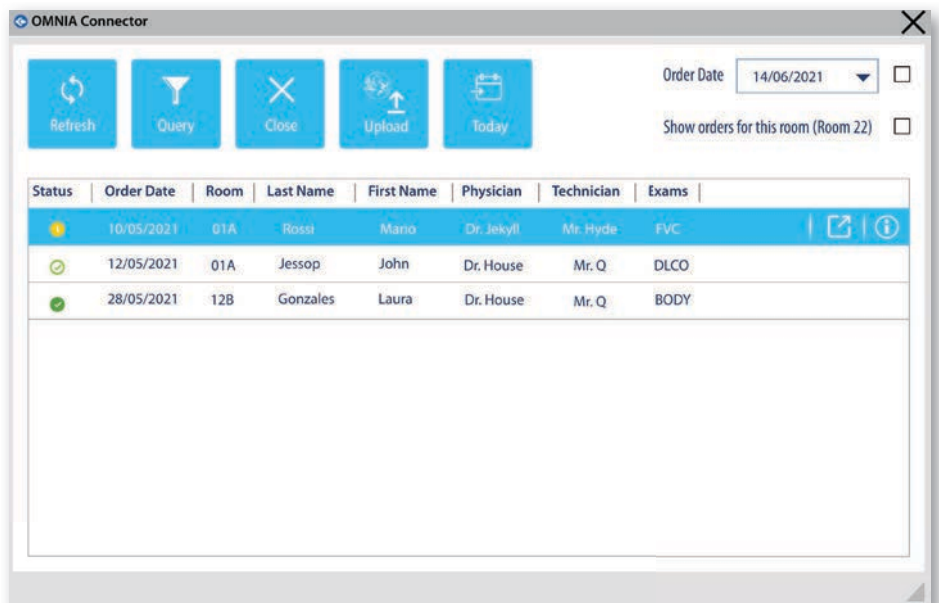 OMNIA Connector
Refresh Query Close Upload Today
Order Date 14/06/2021
Show orders for this room (Room 22)
Status Order Date Room Last Name First Name Physician Technician Exams
10/05/2021 01A Rossi Mario Dr. Jekyll Mr. Hyde FVC
12/05/2021 01A Jessop John Dr. House Mr. Q DLCO
28/05/2021 12B Gonzales Laura Dr. House Mr. Q BODY